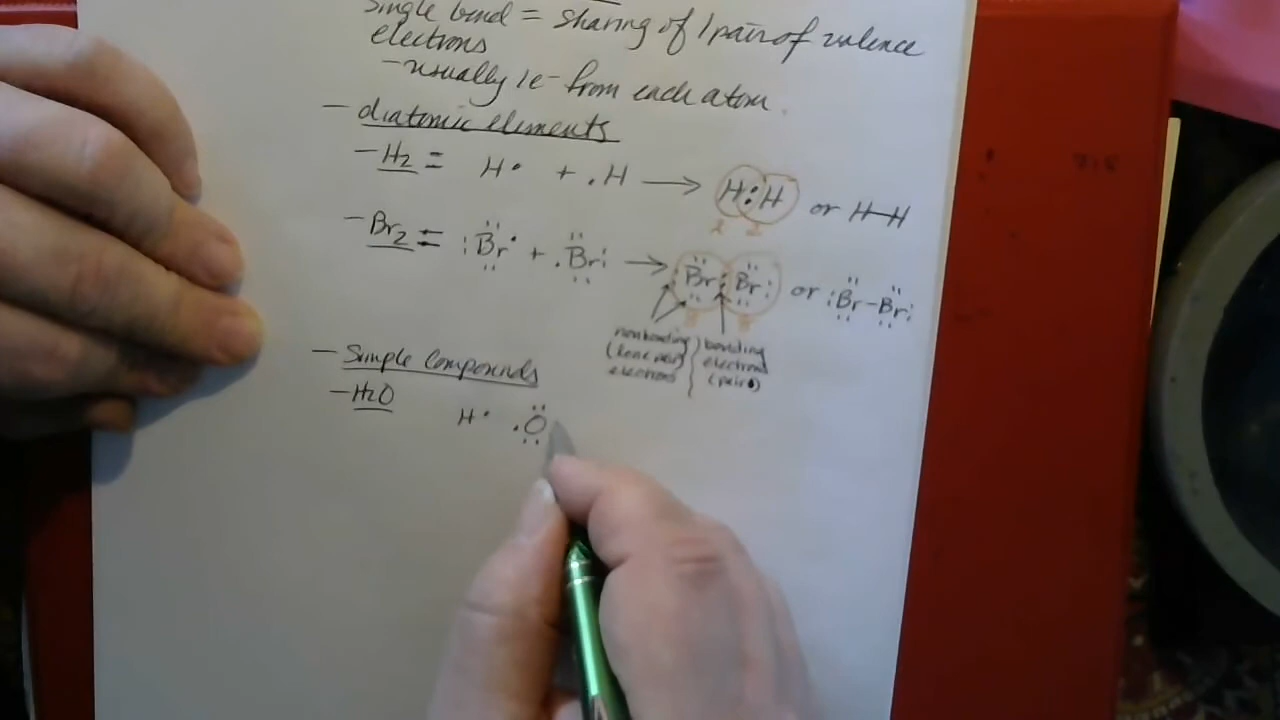 Single bond = sharing of 1 pair of valence
electrons
- usually 1e- from each atom.
- diatomic elements
- H2 = H· + ·H → H:H or H-H
- Br2 = :Br· + ·Br: → :Br:Br: or :Br-Br:
nonbonding
(lone pair)
electrons
bonding
electrons
(pair)
- Simple Compounds
- H2O H· ·O